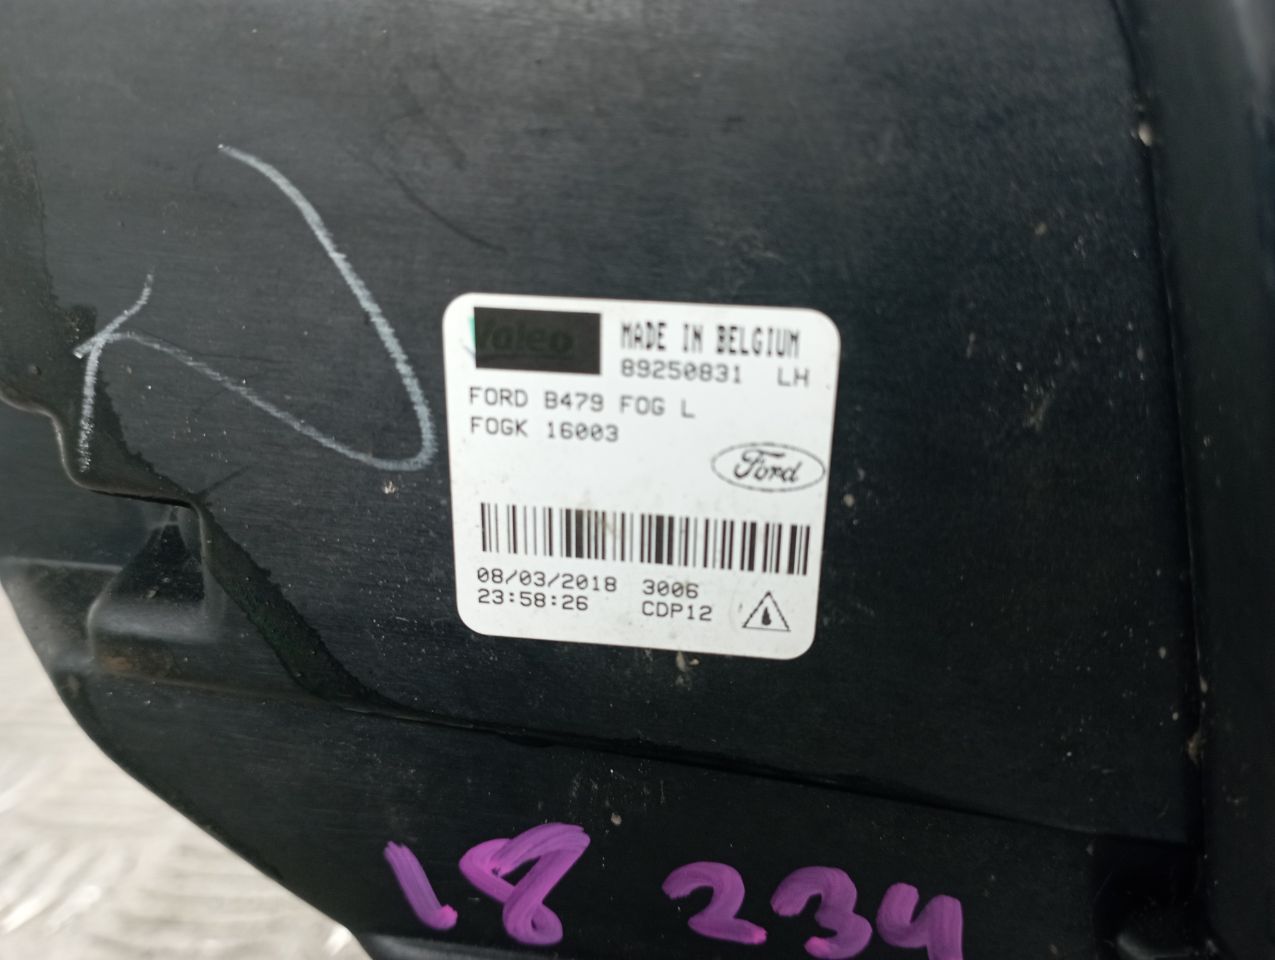 Valeo
MADE IN BELGIUM
89250831 LH
FORD B479 FOG L
FOGK 16003
Ford
08/03/2018 3006
23:58:26 CDP12
18 234